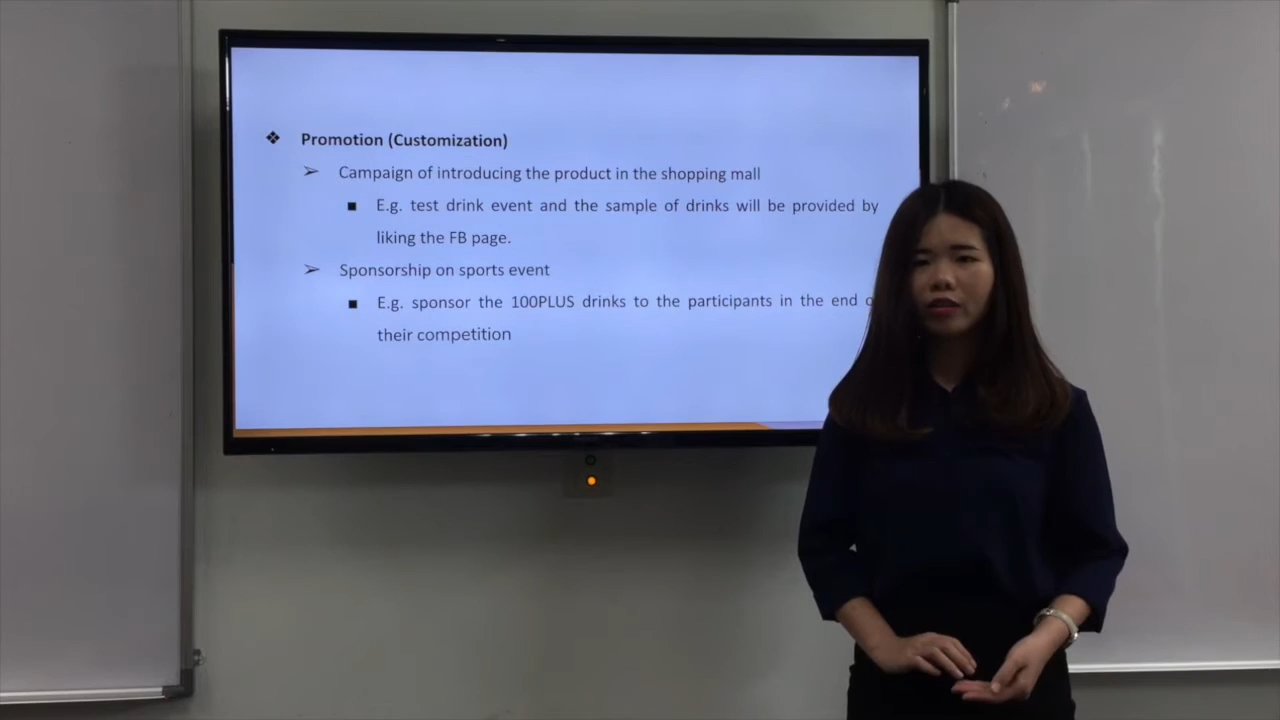 Promotion (Customization)
Campaign of introducing the product in the shopping mall
E.g. test drink event and the sample of drinks will be provided by
liking the FB page.
Sponsorship on sports event
E.g. sponsor the 100PLUS drinks to the participants in the end
their competition